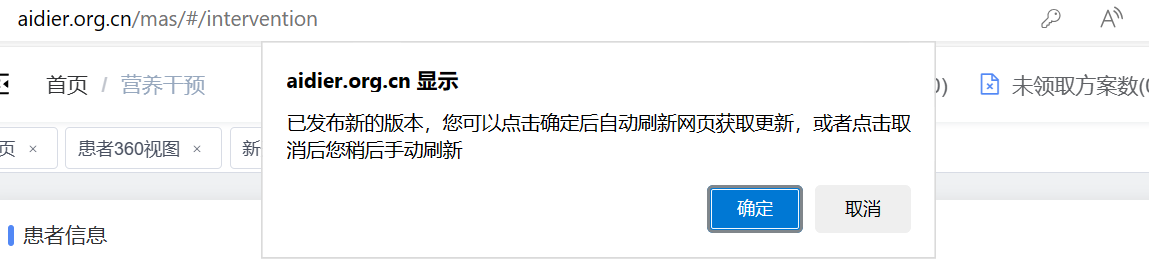 aidier.org.cn/mas/#/intervention
aidier.org.cn 显示
首页 / 营养干预
0)
未领取方案数(0
已发布新的版本，您可以点击确定后自动刷新网页获取更新，或者点击取
消后您稍后手动刷新
页 × 患者360视图 × 新
确定 取消
患者信息